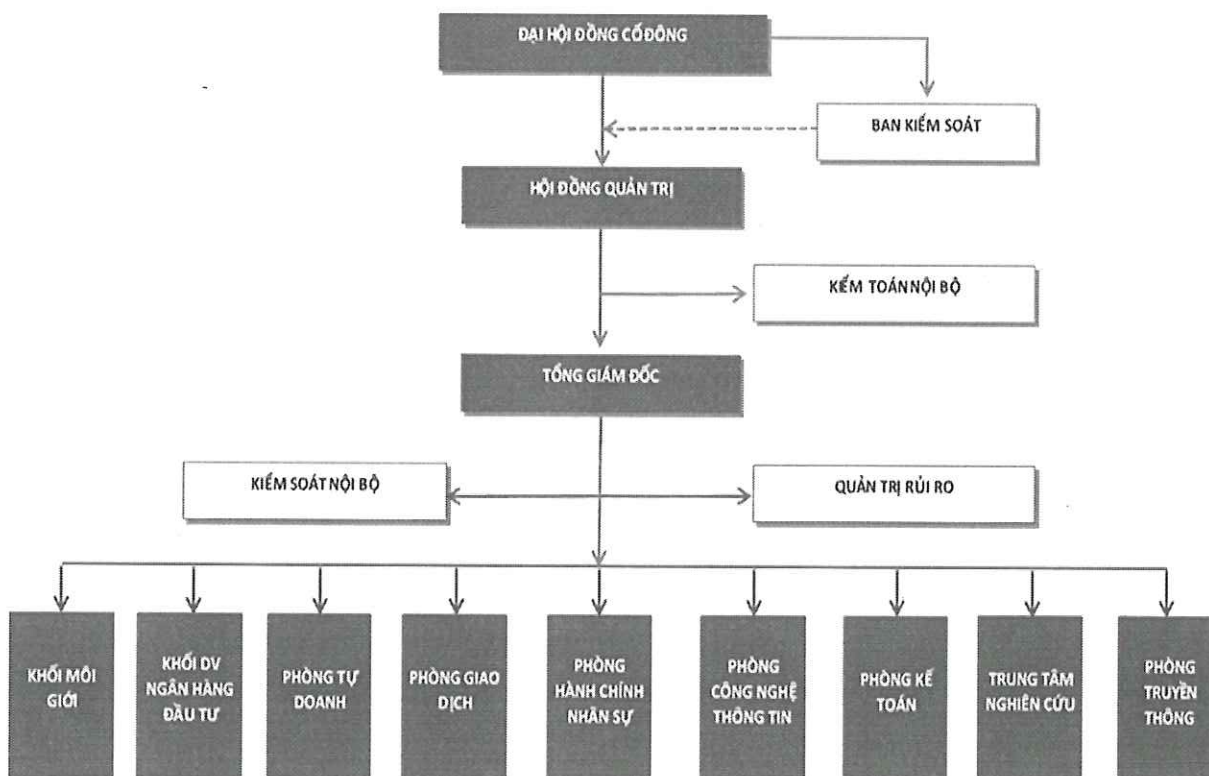 ĐẠI HỘI ĐỒNG CỐ ĐÔNG
BAN KIỂM SOÁT
HỘI ĐỒNG QUẢN TRỊ
KỂM TOÁN NỘI BỘ
TỔNG GIÁM ĐỐC
KIỂM SOÁT NỘI BỘ
QUẢN TRỊ RỦI RO
KHỐI MÔI
GIỚI
KHỐI DV
NGÂN HÀNG
ĐẦU TƯ
PHÒNG TỰ
DOANH
PHÒNG GIAO
DỊCH
PHÒNG
HÀNH CHÍNH
NHÂN SỰ
PHÒNG
CÔNG NGHỆ
THÔNG TIN
PHÒNG KẾ
TOÁN
TRUNG TÂM
NGHIÊN CỨU
PHÒNG
TRUYỀN
THÔNG